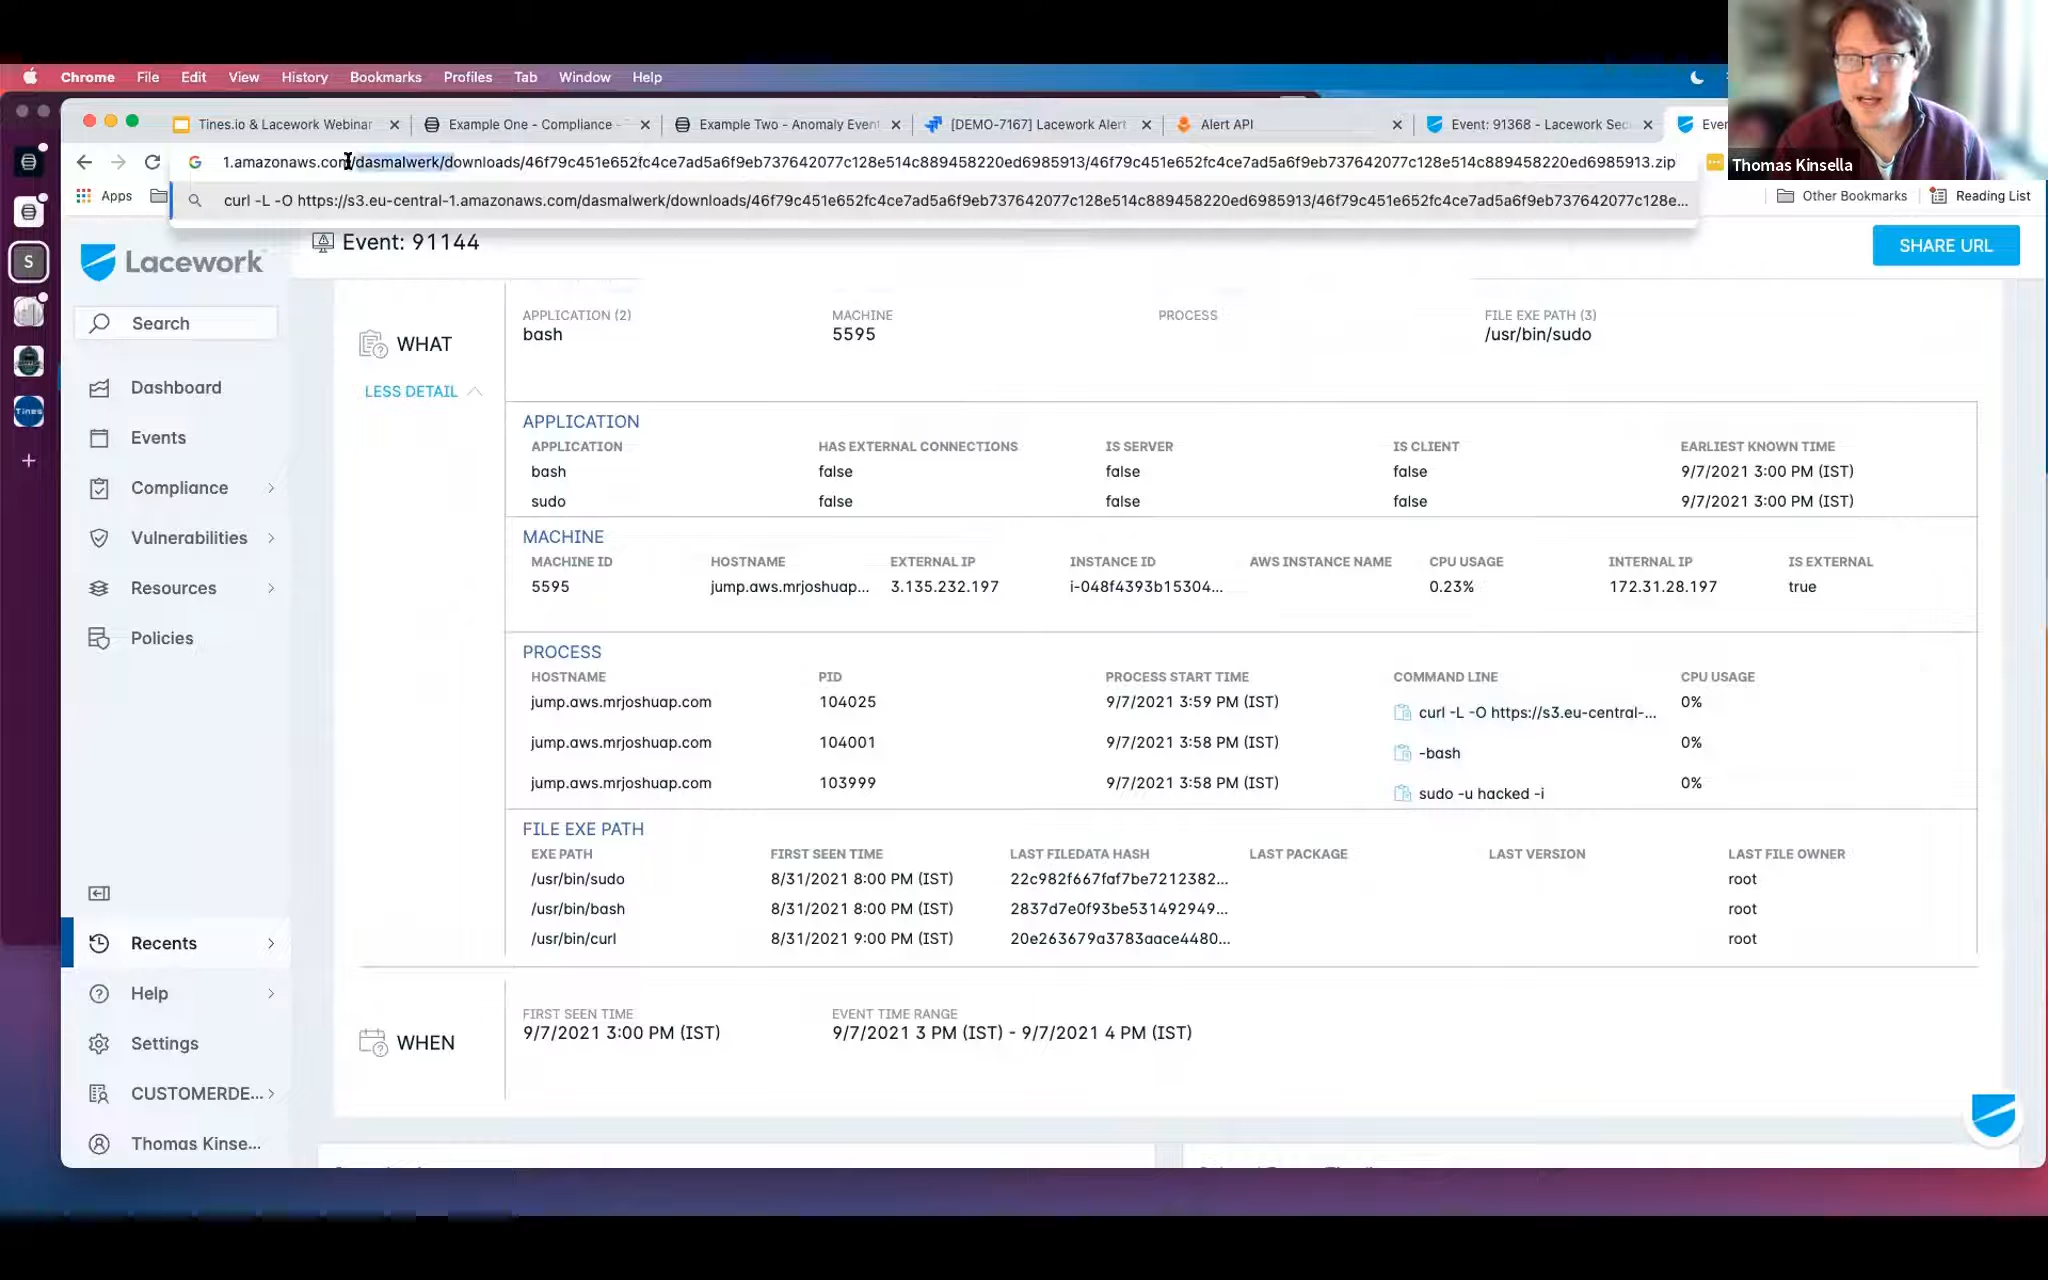 Chrome File Edit View History Bookmarks Profiles Tab Window Help
Tines.io & Lacework Webinar
Example One - Compliance -
Example Two - Anomaly Event
[DEMO-7167] Lacework Alert
Alert API
Event: 91368 - Lacework Sec
Even
1.amazonaws.com/dasmalwerk/downloads/46f79c451e652fc4ce7ad5a6f9eb737642077c128e514c889458220ed6985913/46f79c451e652fc4ce7ad5a6f9eb737642077c128e514c889458220ed6985913.zip
Thomas Kinsella
Apps
curl -L -O https://s3.eu-central-1.amazonaws.com/dasmalwerk/downloads/46f79c451e652fc4ce7ad5a6f9eb737642077c128e514c889458220ed6985913/46f79c451e652fc4ce7ad5a6f9eb737642077c128e...
Other Bookmarks
Reading List
S
Tines
Lacework
Event: 91144
SHARE URL
Search
Dashboard
Events
Compliance
Vulnerabilities
Resources
Policies
Recents
Help
Settings
CUSTOMERDE...
Thomas Kinse...
WHAT
LESS DETAIL
APPLICATION (2) MACHINE PROCESS FILE EXE PATH (3)
bash 5595 /usr/bin/sudo
APPLICATION
APPLICATION HAS EXTERNAL CONNECTIONS IS SERVER IS CLIENT EARLIEST KNOWN TIME
bash false false false 9/7/2021 3:00 PM (IST)
sudo false false false 9/7/2021 3:00 PM (IST)
MACHINE
MACHINE ID HOSTNAME EXTERNAL IP INSTANCE ID AWS INSTANCE NAME CPU USAGE INTERNAL IP IS EXTERNAL
5595 jump.aws.mrjoshuap... 3.135.232.197 i-048f4393b15304... 0.23% 172.31.28.197 true
PROCESS
HOSTNAME PID PROCESS START TIME COMMAND LINE CPU USAGE
jump.aws.mrjoshuap.com 104025 9/7/2021 3:59 PM (IST) curl -L -O https://s3.eu-central-... 0%
jump.aws.mrjoshuap.com 104001 9/7/2021 3:58 PM (IST) -bash 0%
jump.aws.mrjoshuap.com 103999 9/7/2021 3:58 PM (IST) sudo -u hacked -i 0%
FILE EXE PATH
EXE PATH FIRST SEEN TIME LAST FILEDATA HASH LAST PACKAGE LAST VERSION LAST FILE OWNER
/usr/bin/sudo 8/31/2021 8:00 PM (IST) 22c982f667faf7be7212382... root
/usr/bin/bash 8/31/2021 8:00 PM (IST) 2837d7e0f93be531492949... root
/usr/bin/curl 8/31/2021 9:00 PM (IST) 20e263679a3783aace4480... root
WHEN
FIRST SEEN TIME EVENT TIME RANGE
9/7/2021 3:00 PM (IST) 9/7/2021 3 PM (IST) - 9/7/2021 4 PM (IST)